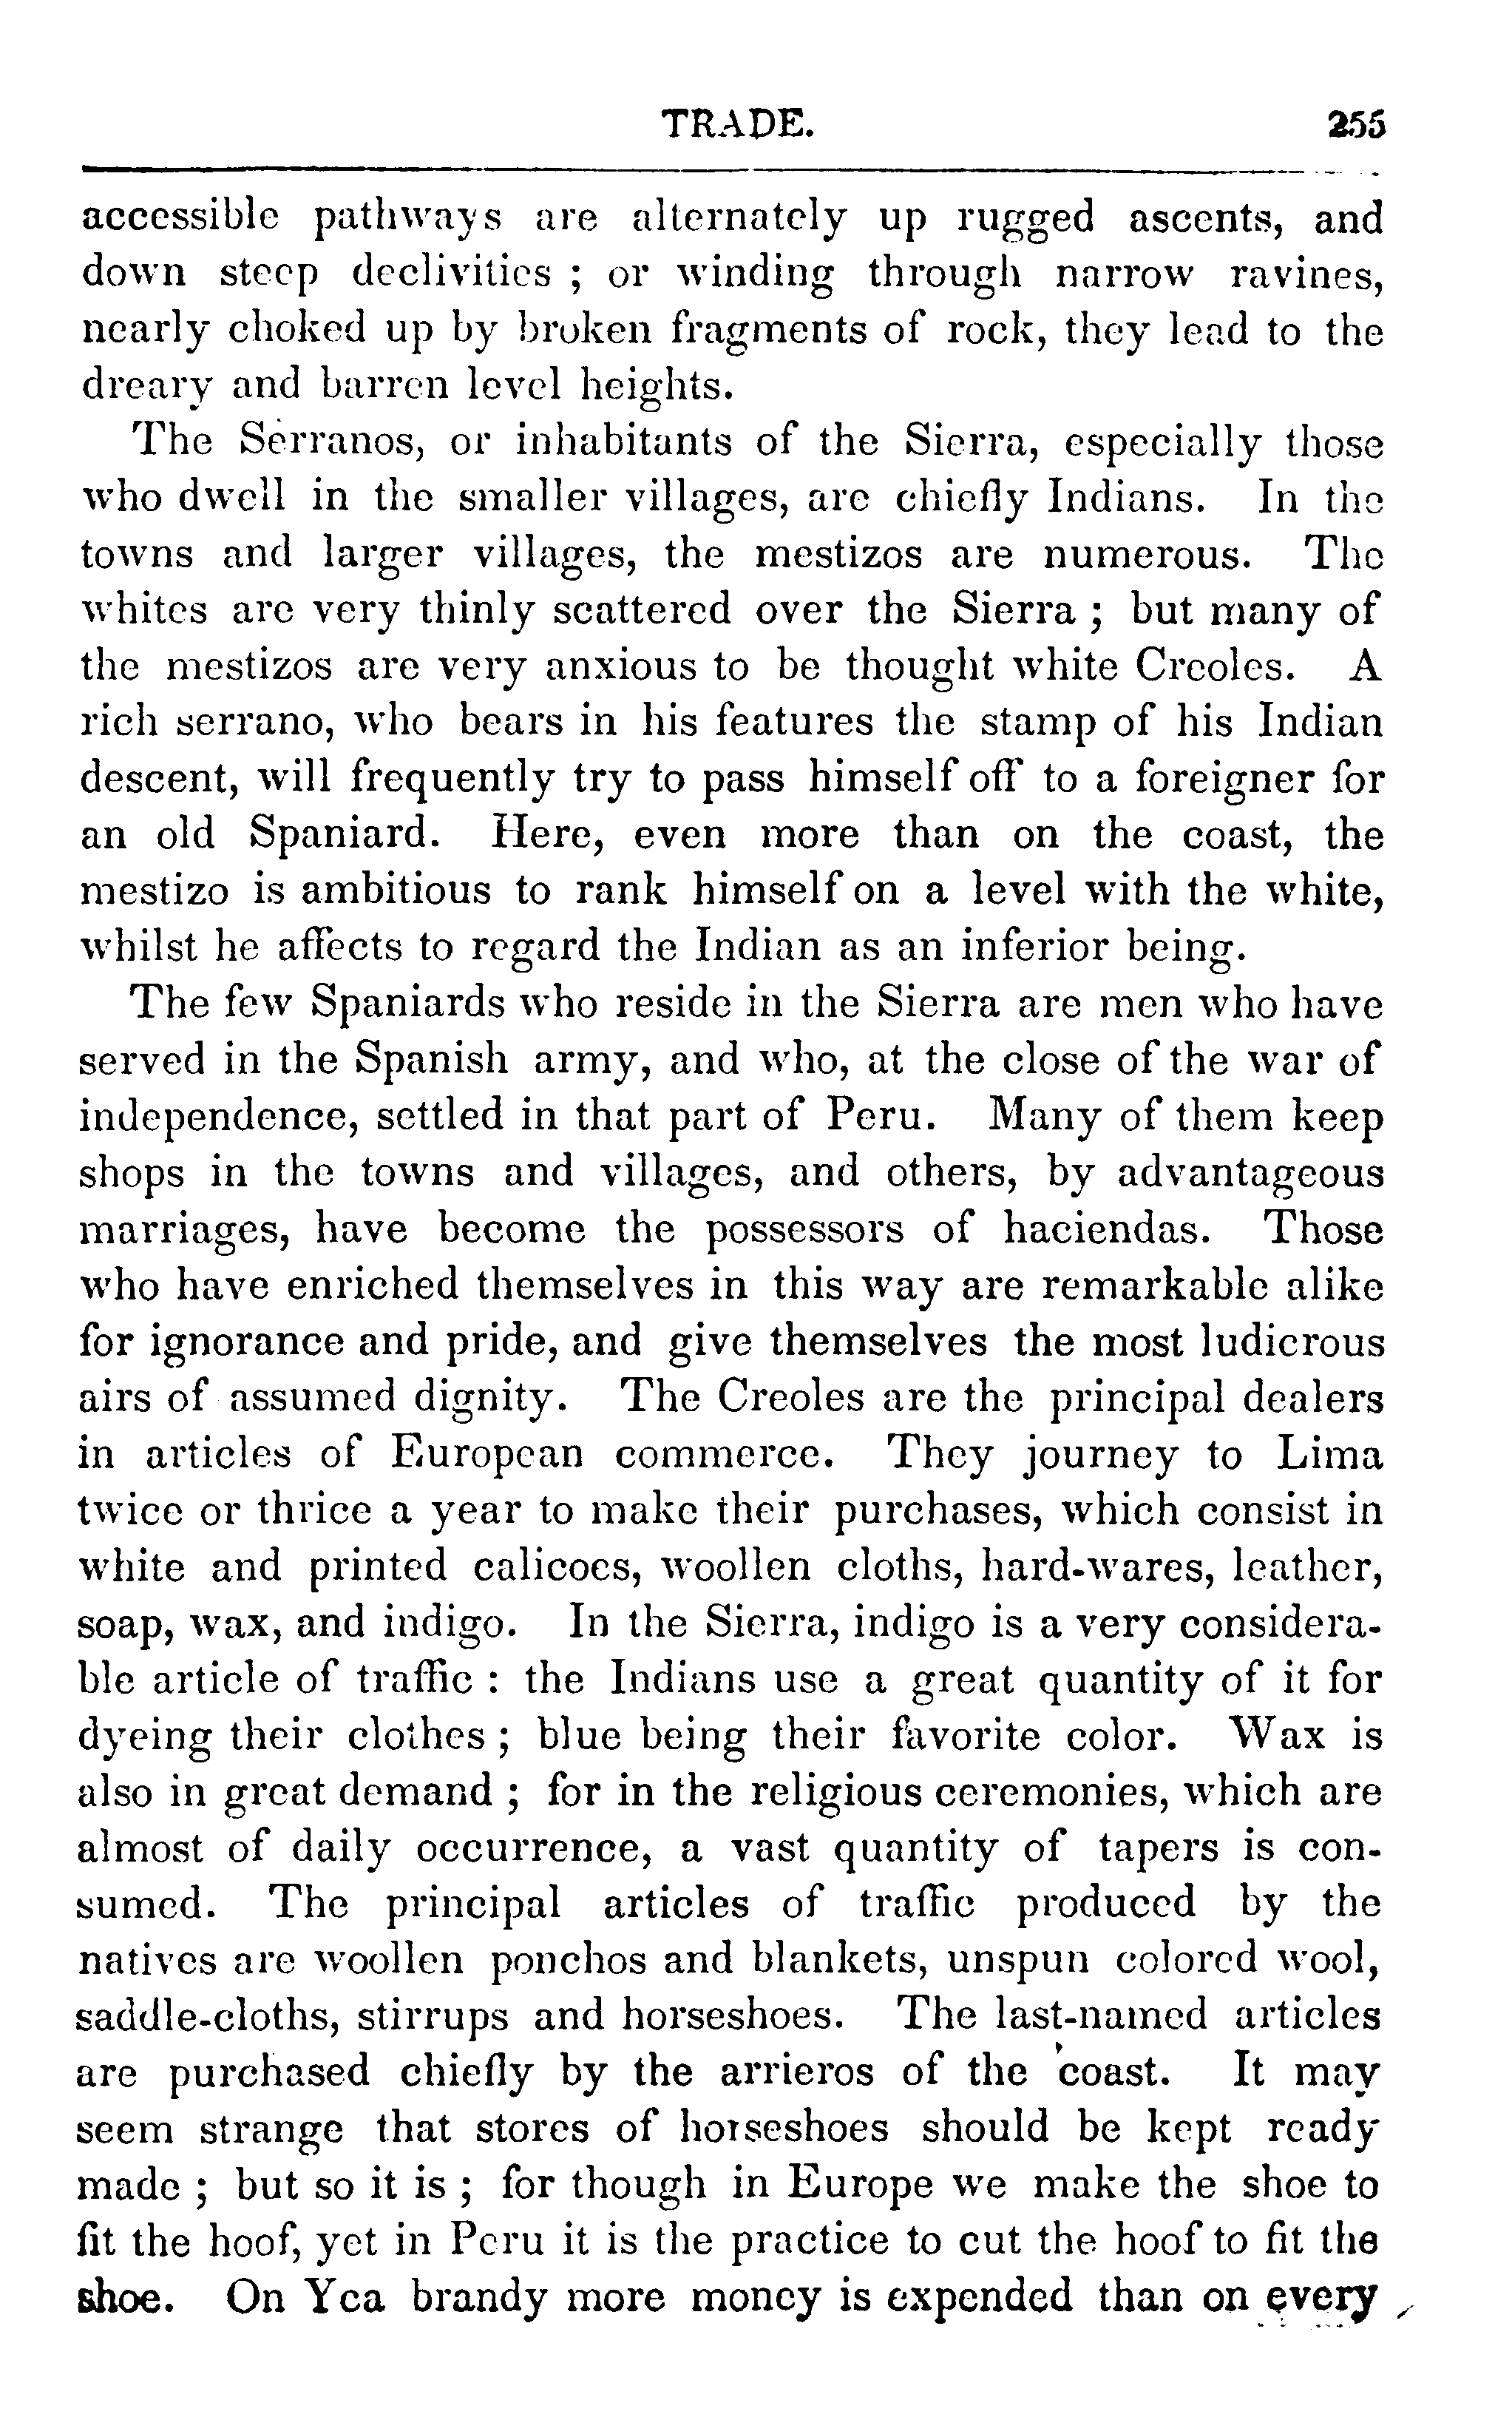 TRADE. 255
accessible pathways are alternately up rugged ascents, and
down steep declivities ; or winding through narrow ravines,
nearly choked up by broken fragments of rock, they lead to the
dreary and barren level heights.
The Serranos, or inhabitants of the Sierra, especially those
who dwell in the smaller villages, are chiefly Indians. In the
towns and larger villages, the mestizos are numerous. The
whites are very thinly scattered over the Sierra ; but many of
the mestizos are very anxious to be thought white Creoles. A
rich serrano, who bears in his features the stamp of his Indian
descent, will frequently try to pass himself off to a foreigner for
an old Spaniard. Here, even more than on the coast, the
mestizo is ambitious to rank himself on a level with the white,
whilst he affects to regard the Indian as an inferior being.
The few Spaniards who reside in the Sierra are men who have
served in the Spanish army, and who, at the close of the war of
independence, settled in that part of Peru. Many of them keep
shops in the towns and villages, and others, by advantageous
marriages, have become the possessors of haciendas. Those
who have enriched themselves in this way are remarkable alike
for ignorance and pride, and give themselves the most ludicrous
airs of assumed dignity. The Creoles are the principal dealers
in articles of European commerce. They journey to Lima
twice or thrice a year to make their purchases, which consist in
white and printed calicoes, woollen cloths, hard-wares, leather,
soap, wax, and indigo. In the Sierra, indigo is a very considera-
ble article of traffic : the Indians use a great quantity of it for
dyeing their clothes ; blue being their favorite color. Wax is
also in great demand ; for in the religious ceremonies, which are
almost of daily occurrence, a vast quantity of tapers is con-
sumed. The principal articles of traffic produced by the
natives are woollen ponchos and blankets, unspun colored wool,
saddle-cloths, stirrups and horseshoes. The last-named articles
are purchased chiefly by the arrieros of the coast. It may
seem strange that stores of horseshoes should be kept ready
made ; but so it is ; for though in Europe we make the shoe to
fit the hoof, yet in Peru it is the practice to cut the hoof to fit the
shoe. On Yca brandy more money is expended than on every